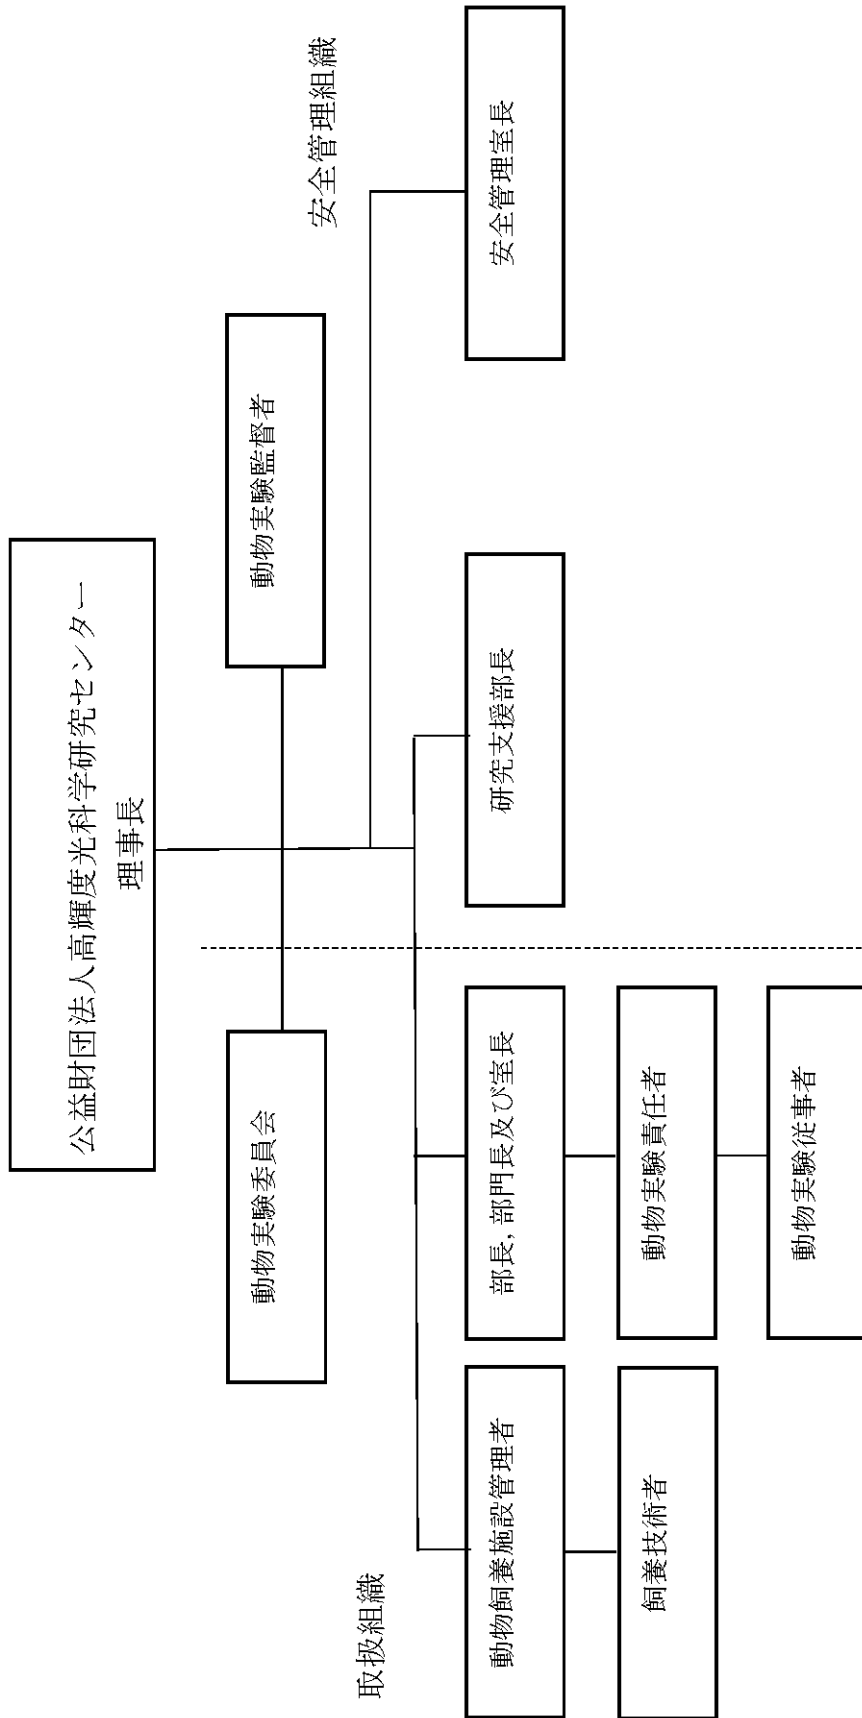 公益財団法人高輝度光科学研究センター
理事長
動物実験委員会
動物実験監督者
取扱組織
安全管理組織
動物飼養施設管理者
部長，部門長及び室長
研究支援部長
安全管理室長
飼養技術者
動物実験責任者
動物実験従事者